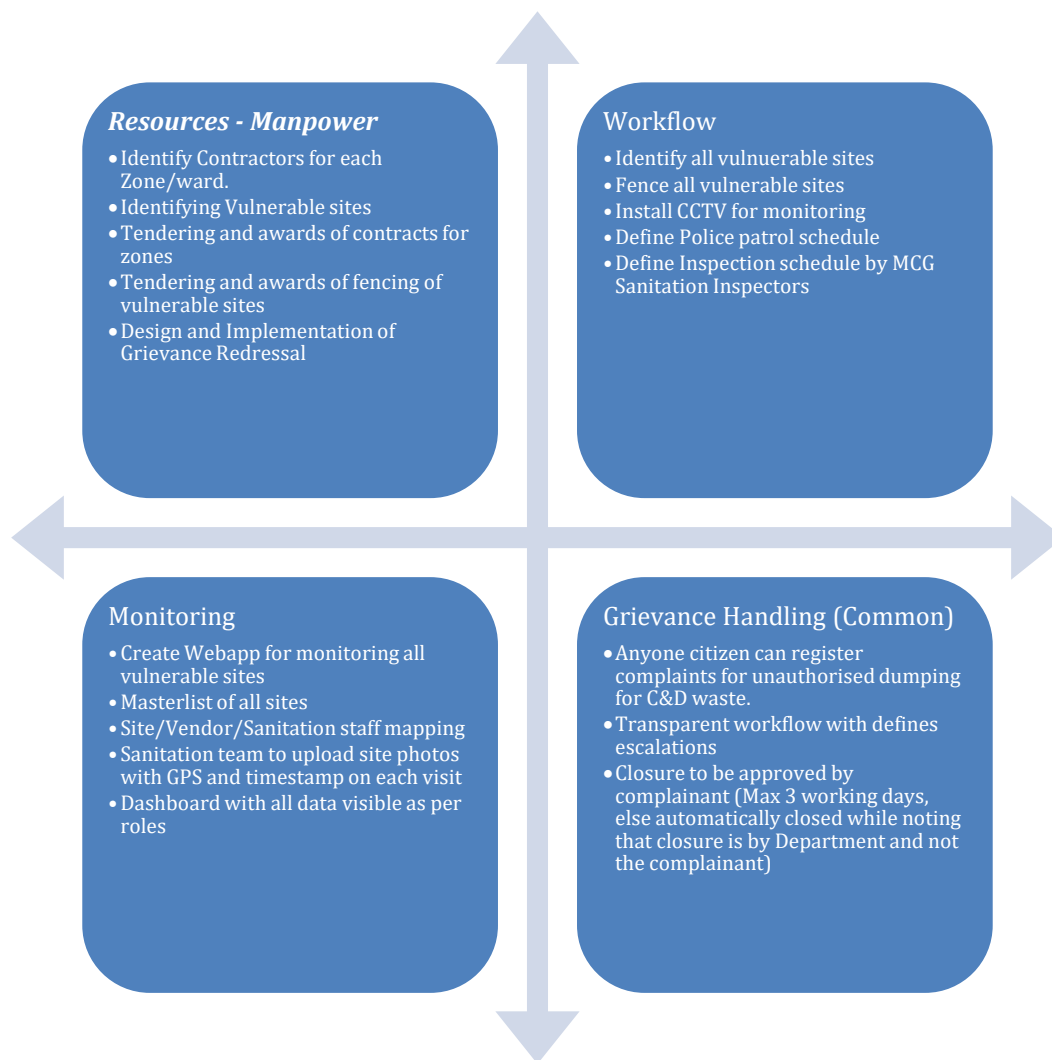 Resources - Manpower
• Identify Contractors for each
Zone/ward.
• Identifying Vulnerable sites
• Tendering and awards of contracts for
zones
• Tendering and awards of fencing of
vulnerable sites
• Design and Implementation of
Grievance Redressal
Workflow
• Identify all vulnuerable sites
• Fence all vulnerable sites
• Install CCTV for monitoring
• Define Police patrol schedule
• Define Inspection schedule by MCG
Sanitation Inspectors
Monitoring
• Create Webapp for monitoring all
vulnerable sites
• Masterlist of all sites
• Site/Vendor/Sanitation staff mapping
• Sanitation team to upload site photos
with GPS and timestamp on each visit
• Dashboard with all data visible as per
roles
Grievance Handling (Common)
• Anyone citizen can register
complaints for unauthorised dumping
for C&D waste.
• Transparent workflow with defines
escalations
• Closure to be approved by
complainant (Max 3 working days,
else automatically closed while noting
that closure is by Department and not
the complainant)